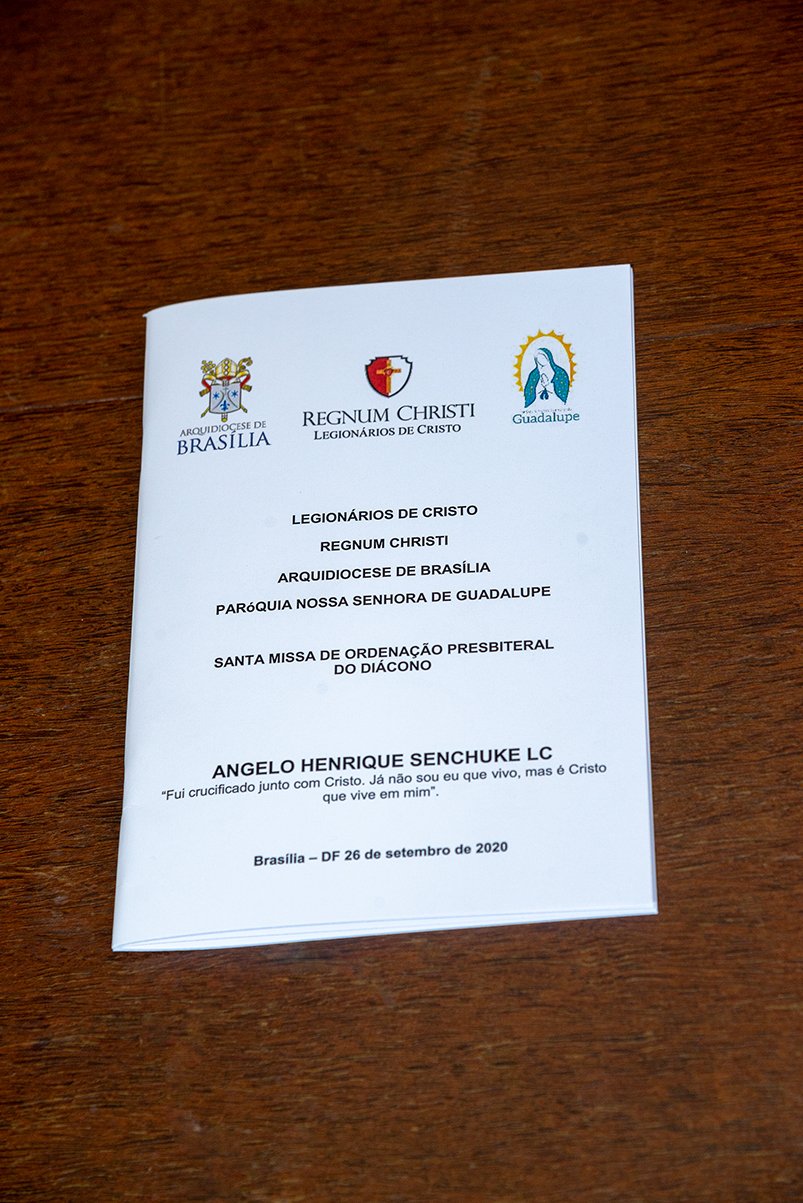 ARQUIDIOCESE DE
BRASÍLIA
REGNUM CHRISTI
LEGIONÁRIOS DE CRISTO
Guadalupe
LEGIONÁRIOS DE CRISTO
REGNUM CHRISTI
ARQUIDIOCESE DE BRASÍLIA
PARóQUIA NOSSA SENHORA DE GUADALUPE
SANTA MISSA DE ORDENAÇÃO PRESBITERAL
DO DIÁCONO
ANGELO HENRIQUE SENCHUKE LC
“Fui crucificado junto com Cristo. Já não sou eu que vivo, mas é Cristo
que vive em mim”.
Brasília – DF 26 de setembro de 2020